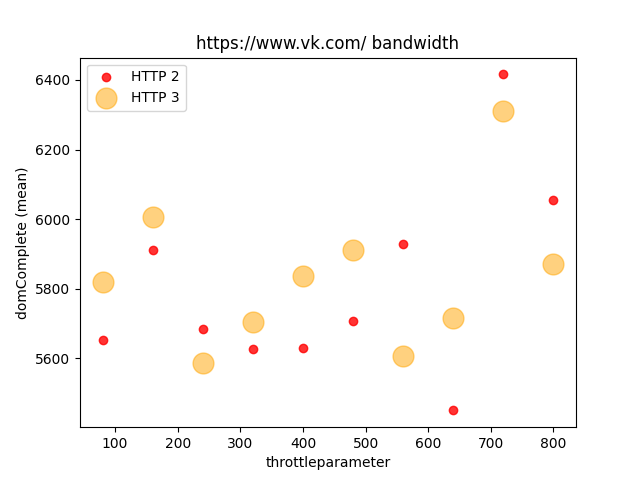 https://www.vk.com/ bandwidth
HTTP 2
HTTP 3
domComplete (mean)
6400
6200
6000
5800
5600
100 200 300 400 500 600 700 800
throttleparameter